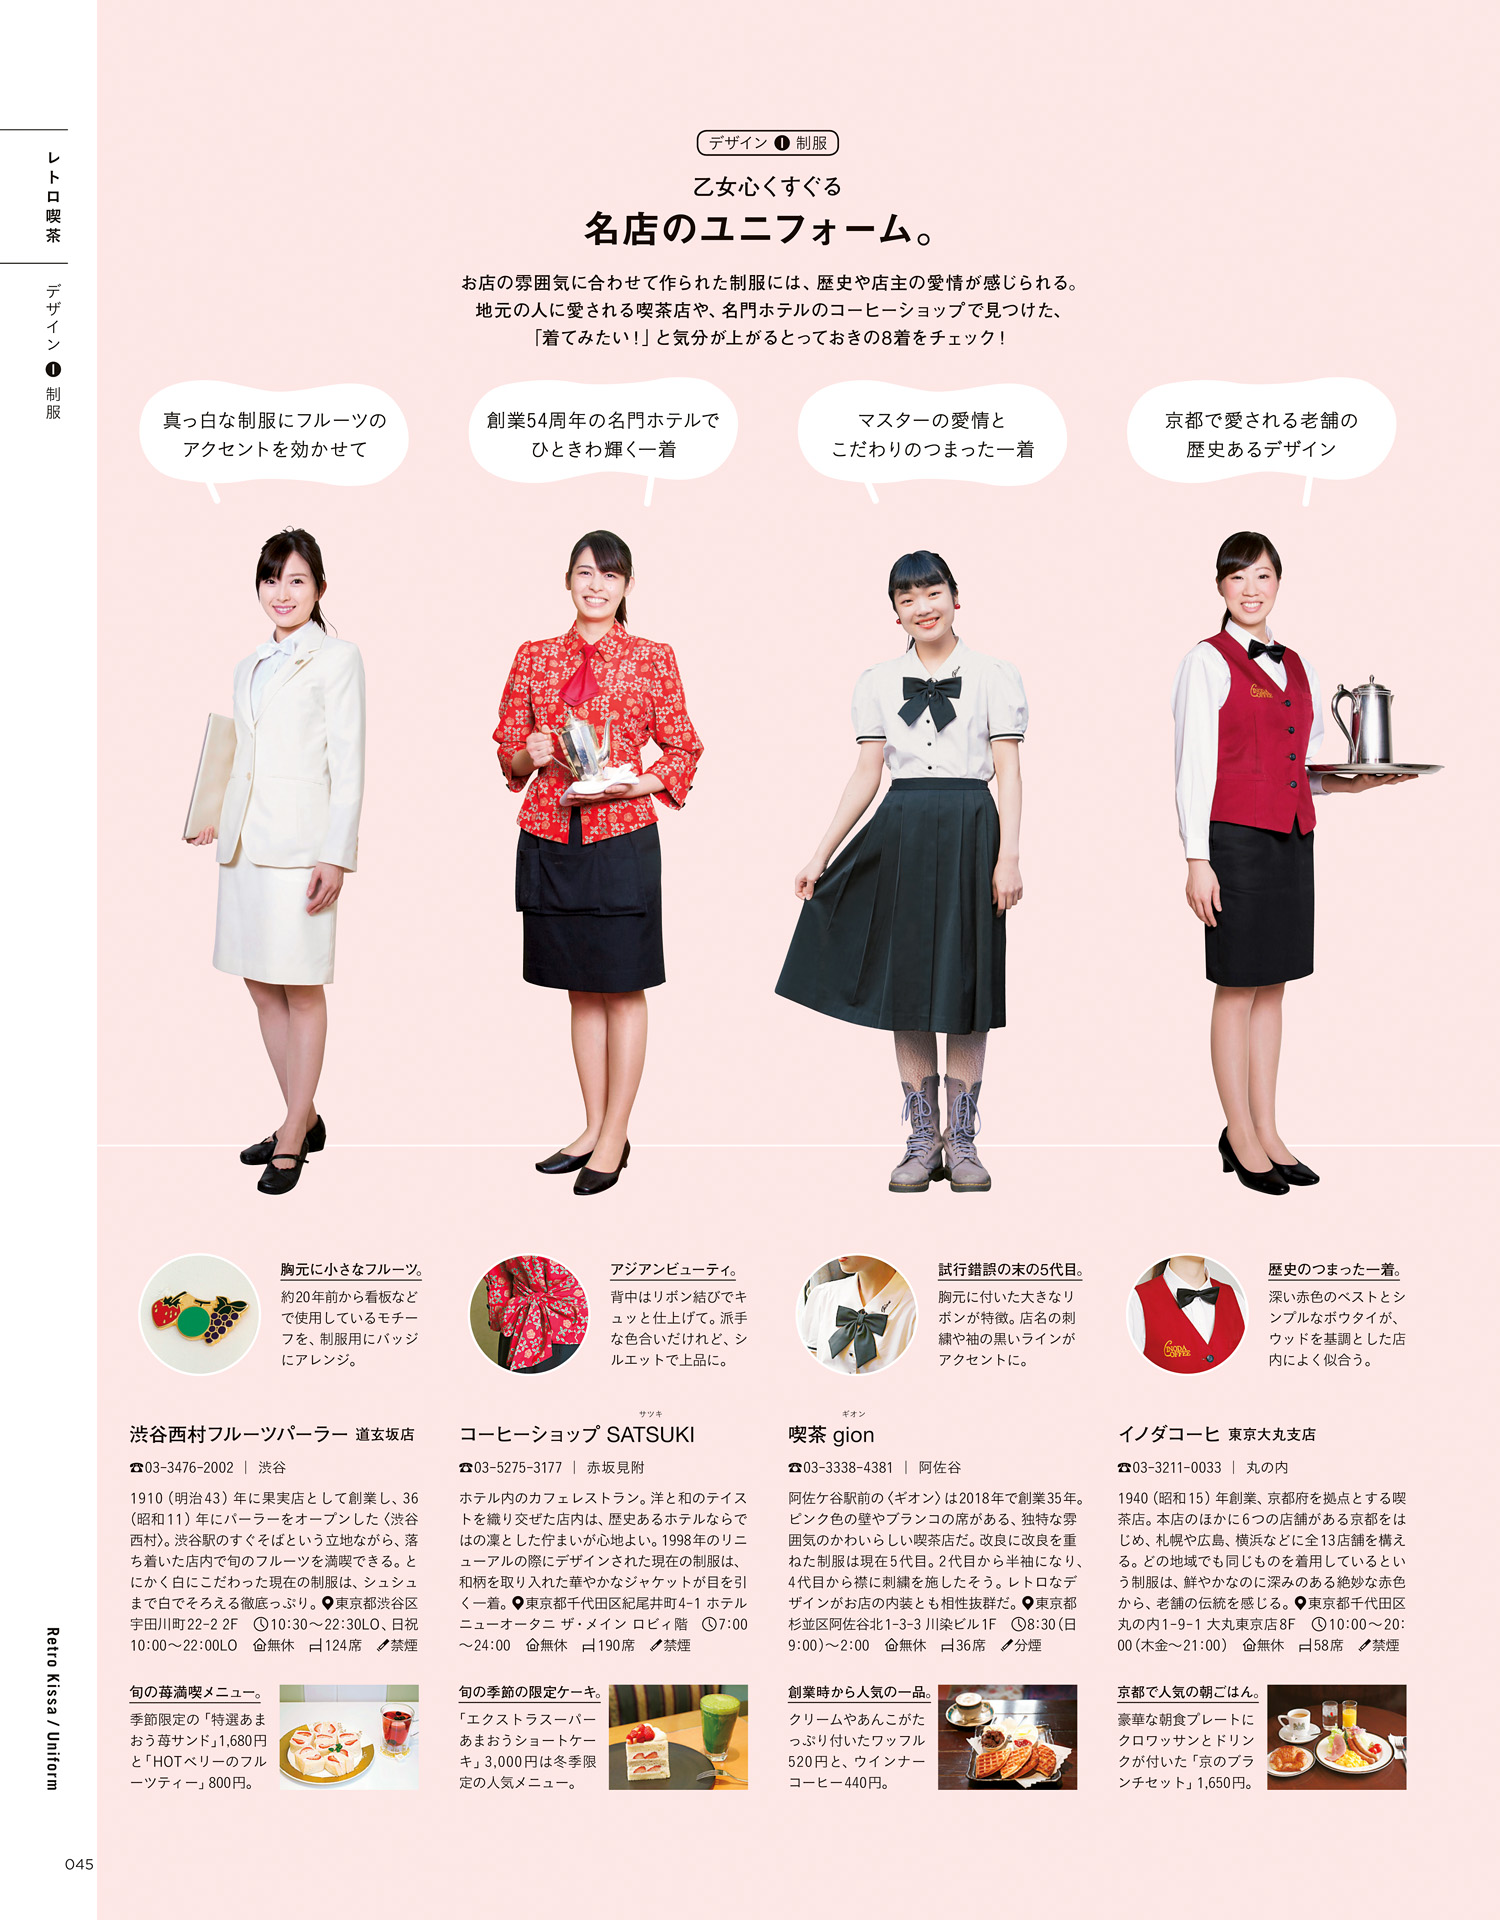 レトロ喫茶
デザイン❶制服
デザイン ❶ 制服
乙女心くすぐる
名店のユニフォーム。
お店の雰囲気に合わせて作られた制服には、歴史や店主の愛情が感じられる。
地元の人に愛される喫茶店や、名門ホテルのコーヒーショップで見つけた、
「着てみたい！」と気分が上がるとっておきの8着をチェック！
真っ白な制服にフルーツの
アクセントを効かせて
創業54周年の名門ホテルで
ひときわ輝く一着
マスターの愛情と
こだわりのつまった一着
京都で愛される老舗の
歴史あるデザイン
胸元に小さなフルーツ。
約20年前から看板など
で使用しているモチー
フを、制服用にバッジ
にアレンジ。
アジアンビューティ。
背中はリボン結びでキ
ュッと仕上げて。派手
な色合いだけれど、シ
ルエットで上品に。
試行錯誤の末の5代目。
胸元に付いた大きなリ
ボンが特徴。店名の刺
繍や袖の黒いラインが
アクセントに。
INODA
COFFEE
歴史のつまった一着。
深い赤色のベストとシ
ンプルなボウタイが、
ウッドを基調とした店
内によく似合う。
渋谷西村フルーツパーラー 道玄坂店
☎03-3476-2002 ｜ 渋谷
1910（明治43）年に果実店として創業し、36
（昭和11）年にパーラーをオープンした〈渋谷
西村〉。渋谷駅のすぐそばという立地ながら、落
ち着いた店内で旬のフルーツを満喫できる。と
にかく白にこだわった現在の制服は、シュシュ
まで白でそろえる徹底っぷり。東京都渋谷区
宇田川町22-2 2F 10:30〜22:30LO、日祝
10:00〜22:00LO 無休 124席 禁煙
旬の苺満喫メニュー。
季節限定の「特選あま
おう苺サンド」1,680円
と「HOTベリーのフル
ーツティー」800円。
サツキ
コーヒーショップ SATSUKI
☎03-5275-3177 ｜ 赤坂見附
ホテル内のカフェレストラン。洋と和のテイス
トを織り交ぜた店内は、歴史あるホテルならで
はの凛とした佇まいが心地よい。1998年のリニ
ューアルの際にデザインされた現在の制服は、
和柄を取り入れた華やかなジャケットが目を引
く一着。東京都千代田区紀尾井町4-1 ホテル
ニューオータニ ザ・メイン ロビィ階 7:00
〜24:00 無休 190席 禁煙
旬の季節の限定ケーキ。
「エクストラスーパー
あまおうショートケー
キ」3,000円は冬季限
定の人気メニュー。
ギオン
喫茶 gion
☎03-3338-4381 ｜ 阿佐谷
阿佐ケ谷駅前の〈ギオン〉は2018年で創業35年。
ピンク色の壁やブランコの席がある、独特な雰
囲気のかわいらしい喫茶店だ。改良に改良を重
ねた制服は現在5代目。2代目から半袖になり、
4代目から襟に刺繍を施したそう。レトロなデ
ザインがお店の内装とも相性抜群だ。東京都
杉並区阿佐谷北1-3-3 川染ビル1F 8:30（日
9:00）〜2:00 無休 36席 分煙
創業時から人気の一品。
クリームやあんこがた
っぷり付いたワッフル
520円と、ウインナー
コーヒー440円。
イノダコーヒ 東京大丸支店
☎03-3211-0033 ｜ 丸の内
1940（昭和15）年創業、京都府を拠点とする喫
茶店。本店のほかに6つの店舗がある京都をは
じめ、札幌や広島、横浜などに全13店舗を構え
る。どの地域でも同じものを着用しているとい
う制服は、鮮やかなのに深みのある絶妙な赤色
から、老舗の伝統を感じる。東京都千代田区
丸の内1-9-1 大丸東京店8F 10:00〜20:
00（木金〜21:00） 無休 58席 禁煙
京都で人気の朝ごはん。
豪華な朝食プレートに
クロワッサンとドリン
クが付いた「京のブラ
ンチセット」1,650円。
Retro Kissa / Uniform
045